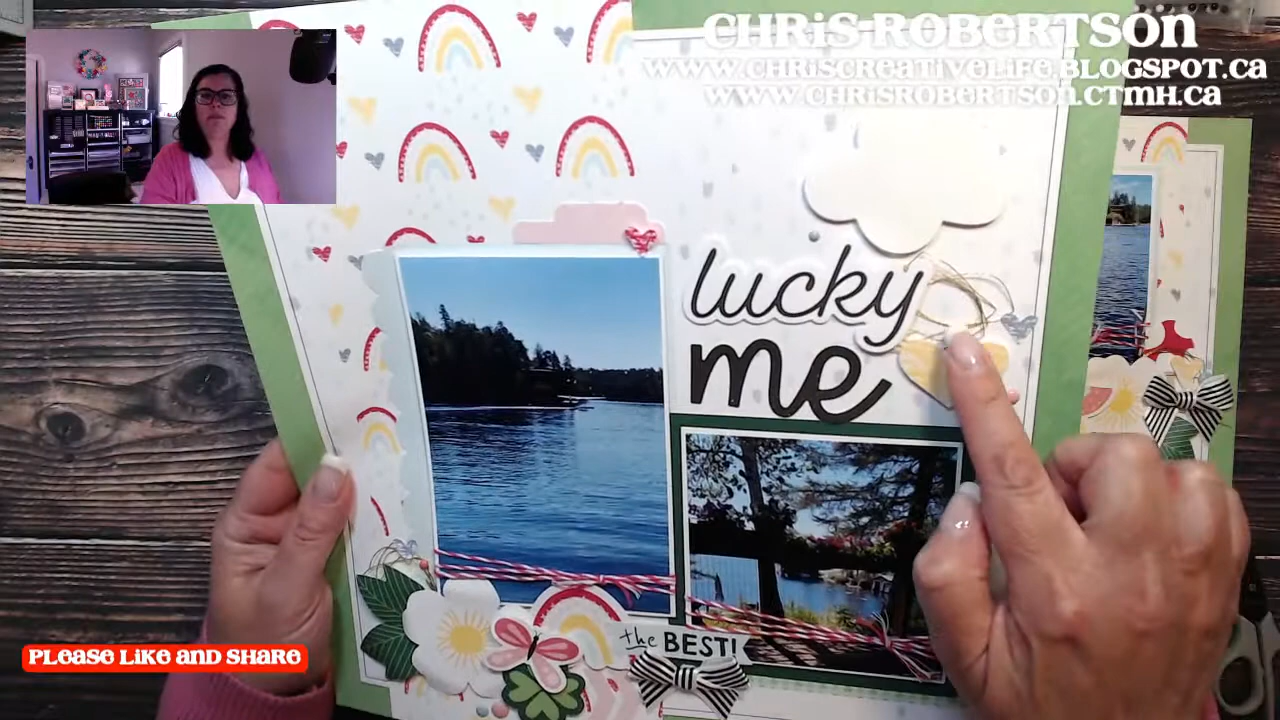 CHRIS ROBERTSON
WWW.CHRISCREATIVELIFE.BLOGSPOT.CA
WWW.CHRISROBERTSON.CTMH.CA
lucky
me
the BEST!
PLEASE LIKE AND SHARE